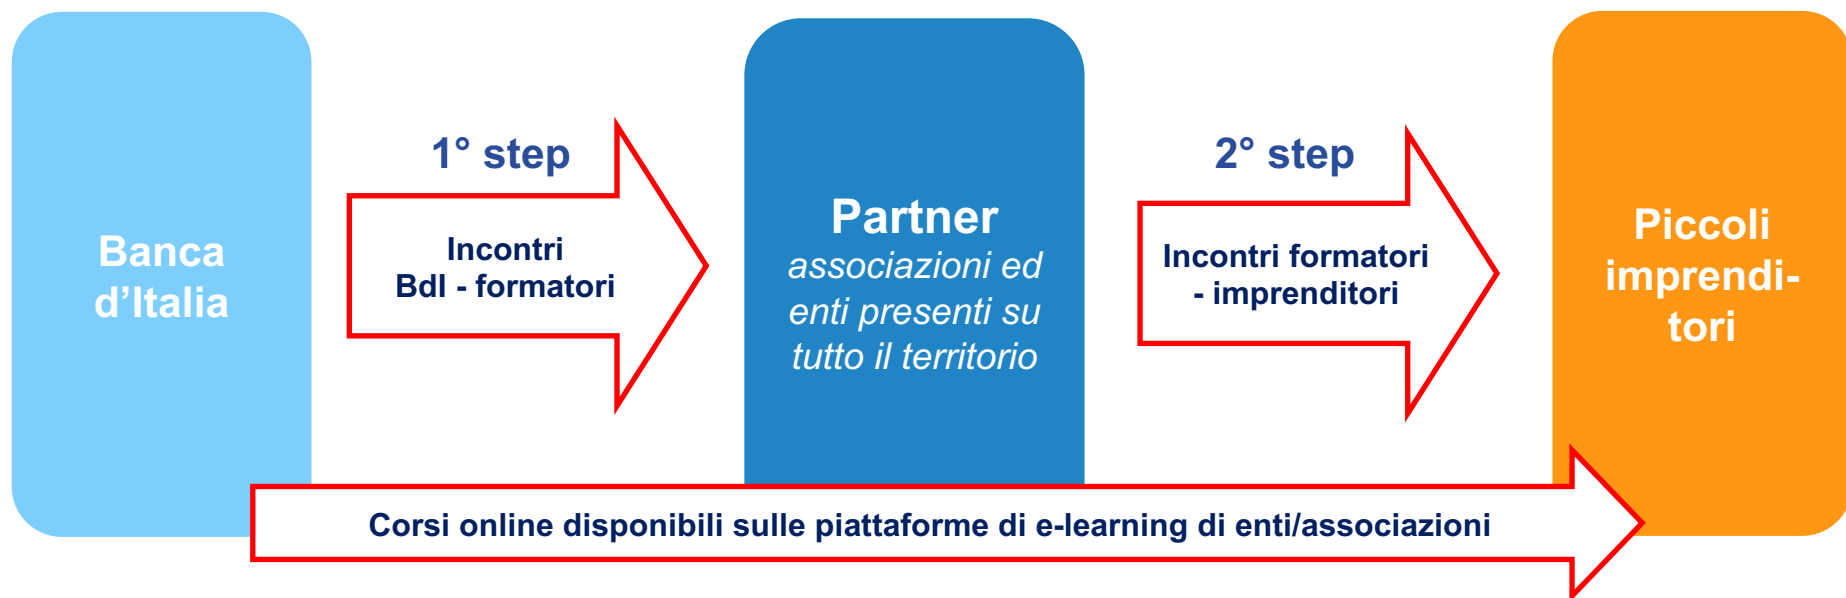 Banca
d’Italia
1° step
Incontri
BdI - formatori
Partner
associazioni ed
enti presenti su
tutto il territorio
2° step
Incontri formatori
- imprenditori
Piccoli
imprendi-
tori
Corsi online disponibili sulle piattaforme di e-learning di enti/associazioni